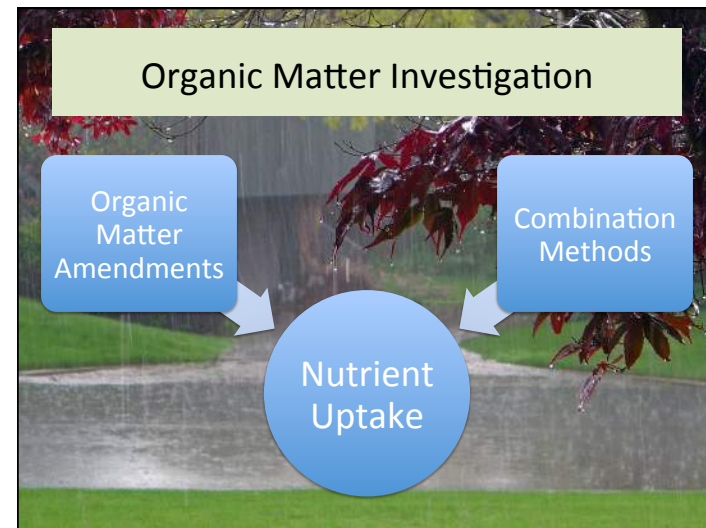 Organic Matter Investigation
Organic
Matter
Amendments
Combination
Methods
Nutrient
Uptake